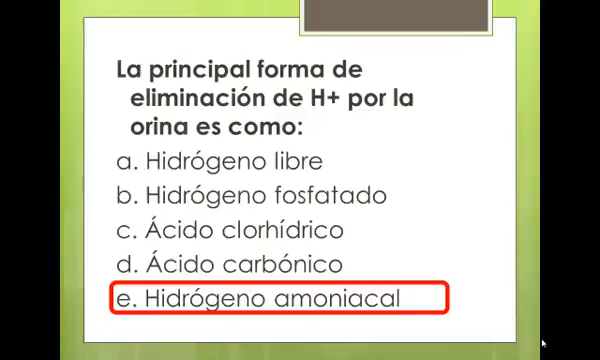 La principal forma de
eliminación de H+ por la
orina es como:
a. Hidrógeno libre
b. Hidrógeno fosfatado
c. Ácido clorhídrico
d. Ácido carbónico
e. Hidrógeno amoniacal